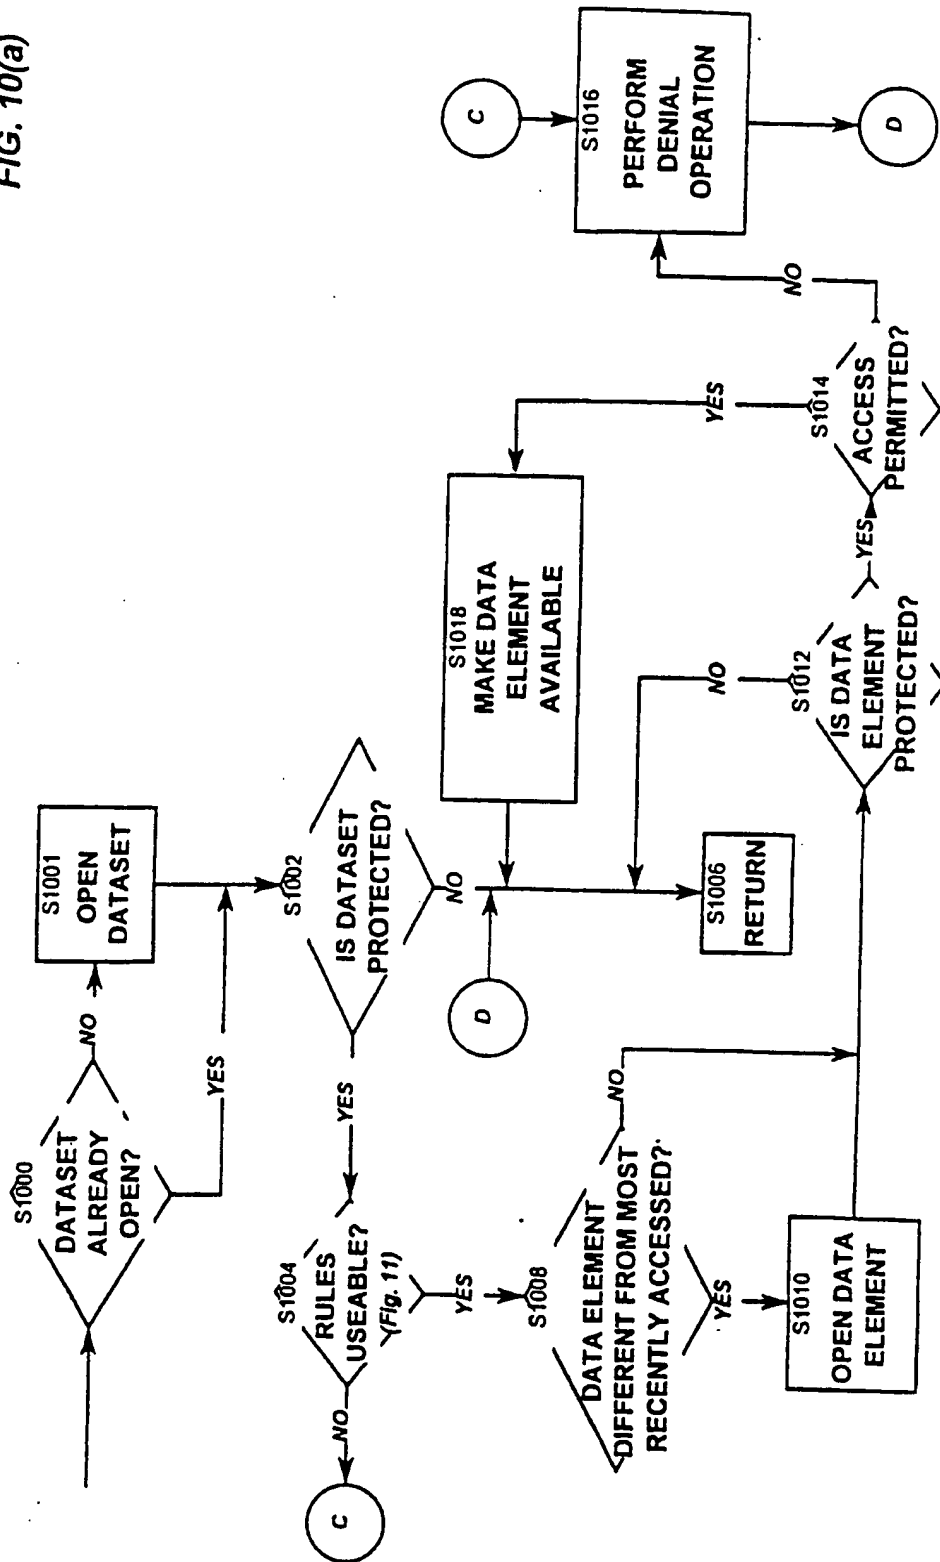 FIG. 10(a)
S1000
DATASET
ALREADY
OPEN?
NO
YES
S1001
OPEN
DATASET
S1002
IS DATASET
PROTECTED?
YES
NO
S1004
RULES
USEABLE?
(Fig. 11)
NO
C
YES
S1008
DATA ELEMENT
DIFFERENT FROM MOST
RECENTLY ACCESSED?
NO
YES
S1010
OPEN DATA
ELEMENT
D
S1006
RETURN
S1018
MAKE DATA
ELEMENT
AVAILABLE
S1012
IS DATA
ELEMENT
PROTECTED?
NO
YES
S1014
ACCESS
PERMITTED?
YES
NO
C
S1016
PERFORM
DENIAL
OPERATION
D